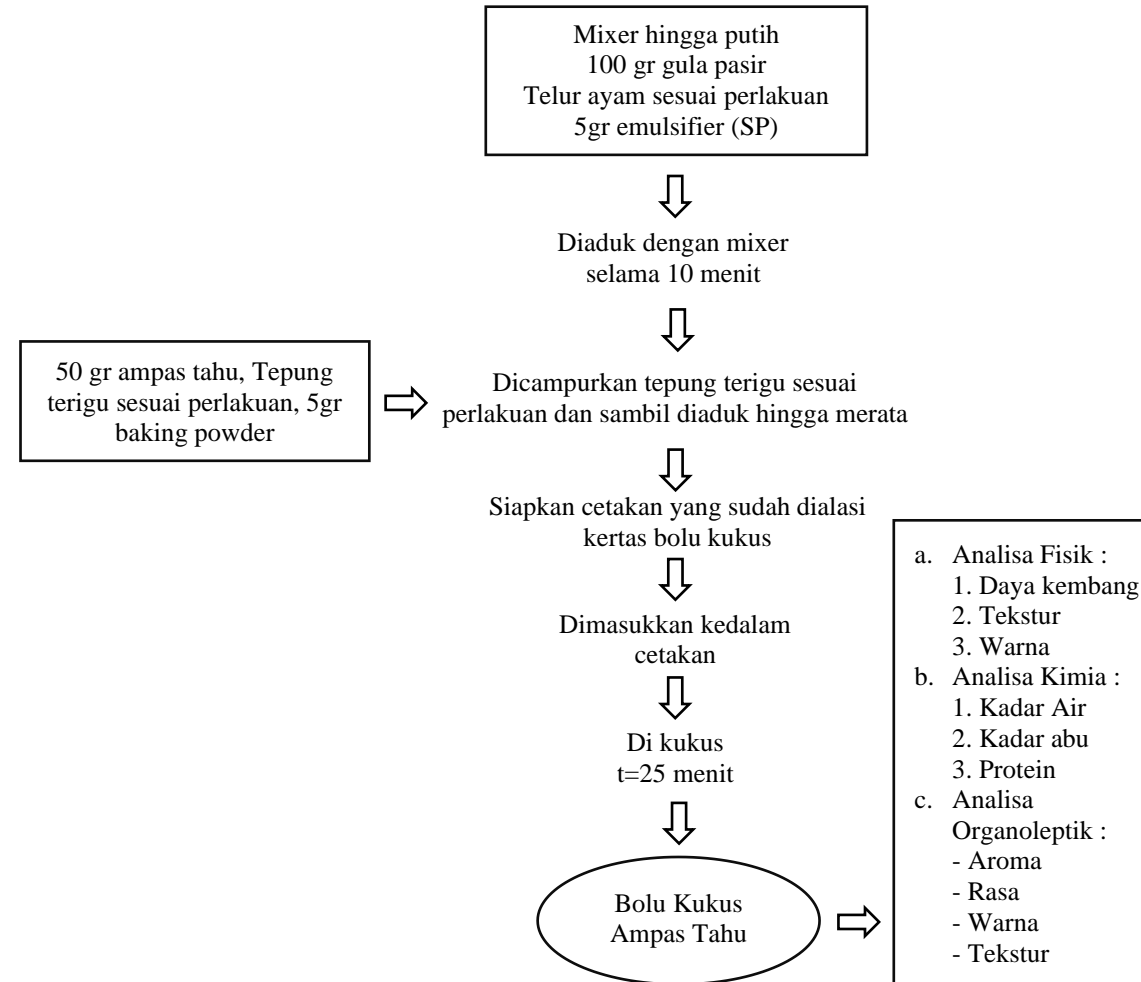 Mixer hingga putih
100 gr gula pasir
Telur ayam sesuai perlakuan
5gr emulsifier (SP)
Diaduk dengan mixer
selama 10 menit
50 gr ampas tahu, Tepung
terigu sesuai perlakuan, 5gr
baking powder
Dicampurkan tepung terigu sesuai
perlakuan dan sambil diaduk hingga merata
Siapkan cetakan yang sudah dialasi
kertas bolu kukus
Dimasukkan kedalam
cetakan
Di kukus
t=25 menit
Bolu Kukus
Ampas Tahu
a. Analisa Fisik :
1. Daya kembang
2. Tekstur
3. Warna
b. Analisa Kimia :
1. Kadar Air
2. Kadar abu
3. Protein
c. Analisa
Organoleptik :
- Aroma
- Rasa
- Warna
- Tekstur